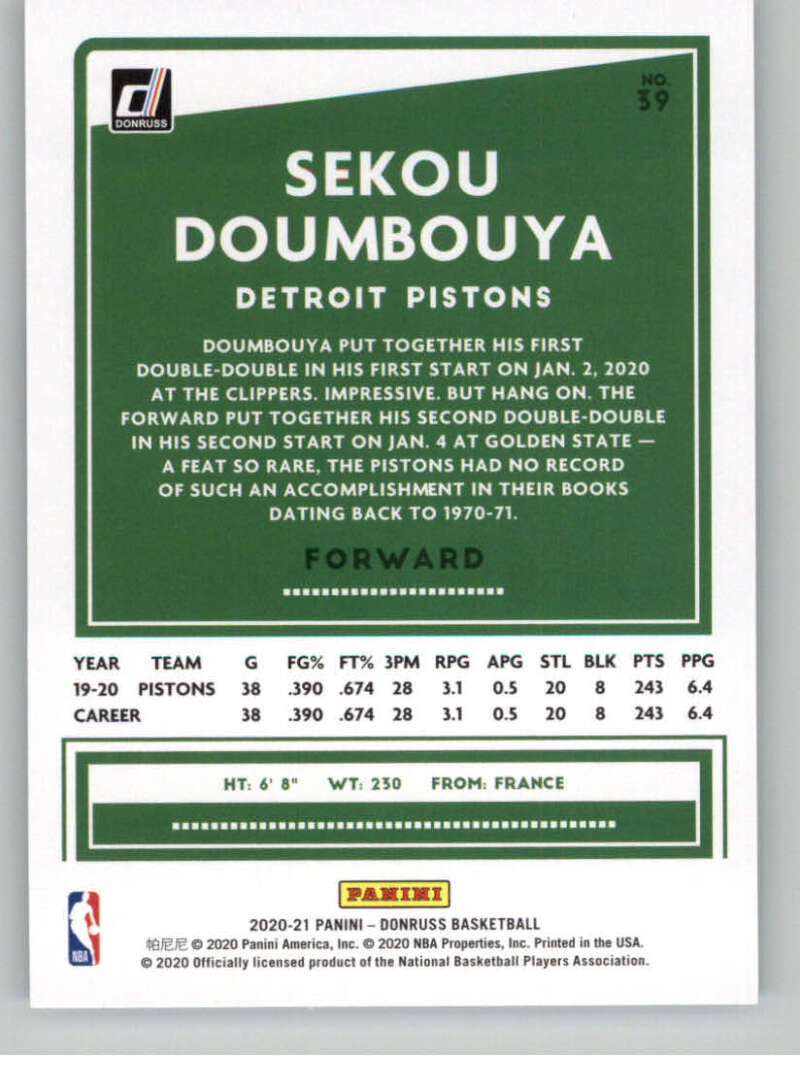 DONRUSS
NO.
39
SEKOU
DOUMBOUYA
DETROIT PISTONS
DOUMBOUYA PUT TOGETHER HIS FIRST
DOUBLE-DOUBLE IN HIS FIRST START ON JAN. 2, 2020
AT THE CLIPPERS. IMPRESSIVE. BUT HANG ON. THE
FORWARD PUT TOGETHER HIS SECOND DOUBLE-DOUBLE
IN HIS SECOND START ON JAN. 4 AT GOLDEN STATE —
A FEAT SO RARE, THE PISTONS HAD NO RECORD
OF SUCH AN ACCOMPLISHMENT IN THEIR BOOKS
DATING BACK TO 1970-71.
FORWARD
YEAR TEAM G FG% FT% 3PM RPG APG STL BLK PTS PPG
19-20 PISTONS 38 .390 .674 28 3.1 0.5 20 8 243 6.4
CAREER 38 .390 .674 28 3.1 0.5 20 8 243 6.4
HT: 6' 8" WT: 230 FROM: FRANCE
PANINI
NBA
2020-21 PANINI – DONRUSS BASKETBALL
帕尼尼 © 2020 Panini America, Inc. © 2020 NBA Properties, Inc. Printed in the USA.
© 2020 Officially licensed product of the National Basketball Players Association.